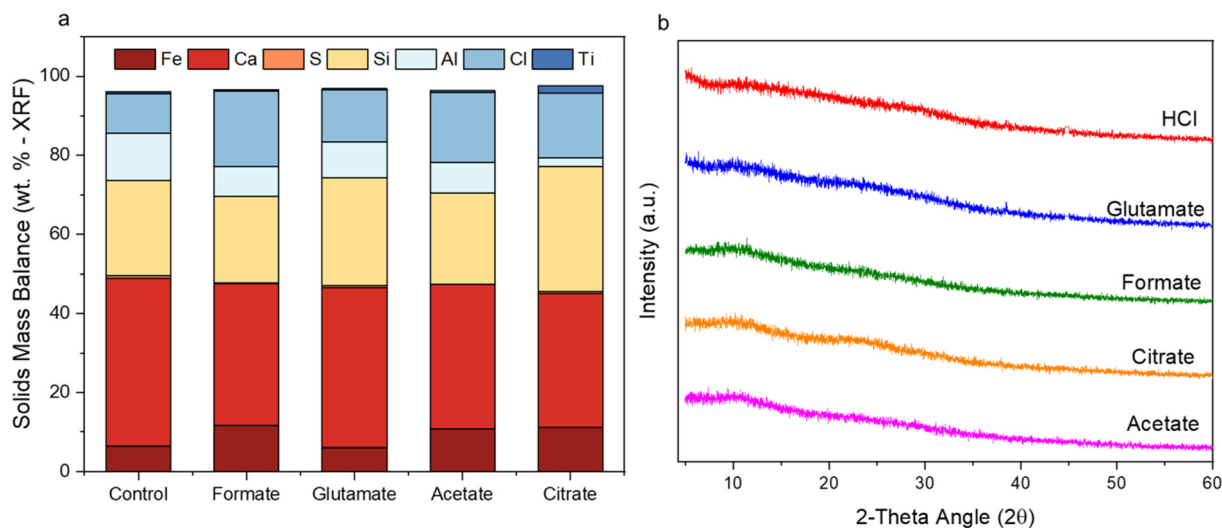 a
Fe Ca S Si Al Cl Ti
Solids Mass Balance (wt. % - XRF)
100
80
60
40
20
0
Control Formate Glutamate Acetate Citrate
b
HCl
Glutamate
Formate
Citrate
Acetate
Intensity (a.u.)
10 20 30 40 50 60
2-Theta Angle (2θ)